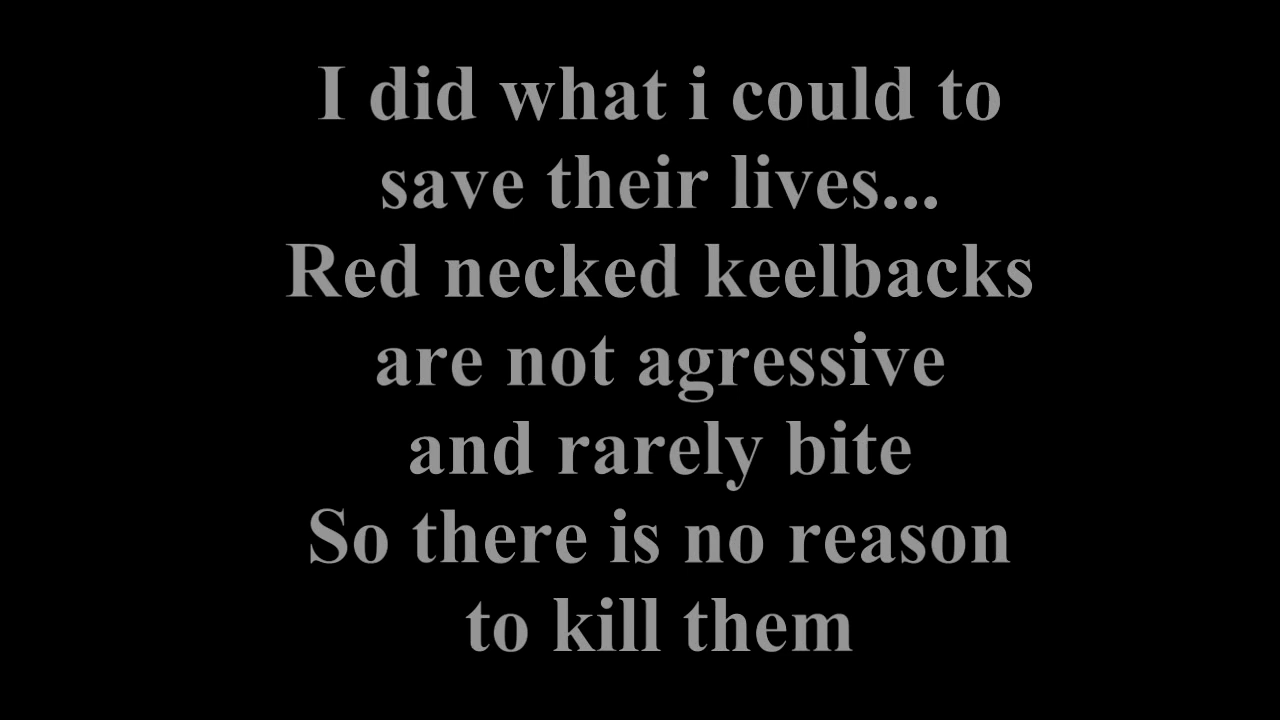 I did what i could to
save their lives...
Red necked keelbacks
are not agressive
and rarely bite
So there is no reason
to kill them